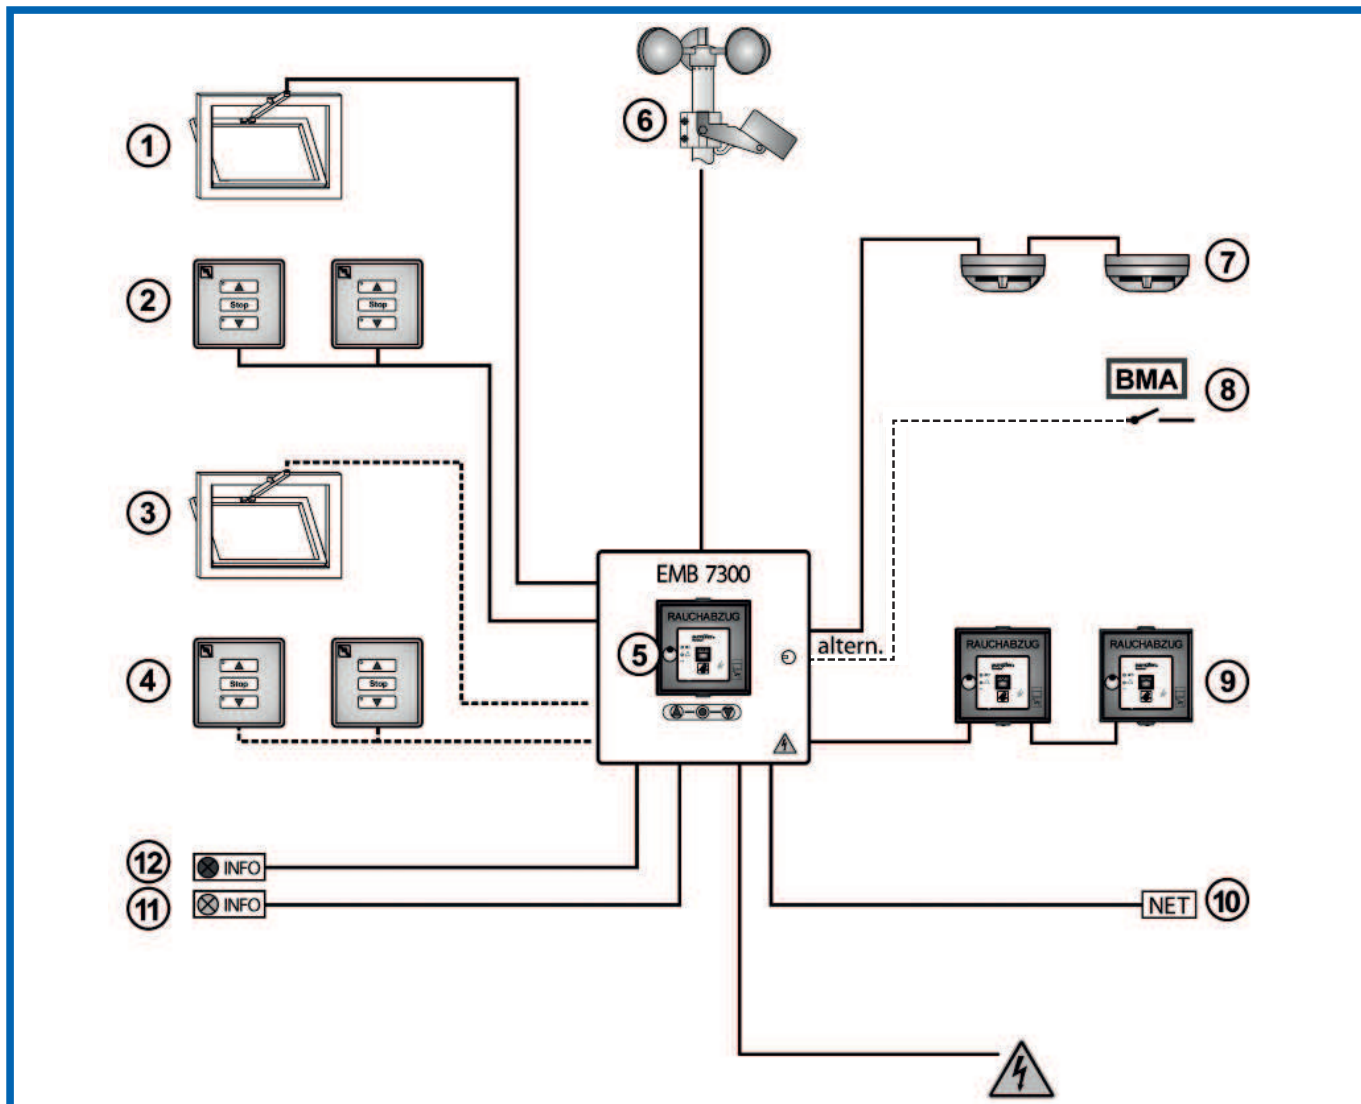 6
1
7
2
Stop
Stop
BMA
8
3
EMB 7300
RAUCHABZUG
5
altern.
RAUCHABZUG
RAUCHABZUG
9
4
Stop
Stop
12
INFO
11
INFO
NET
10